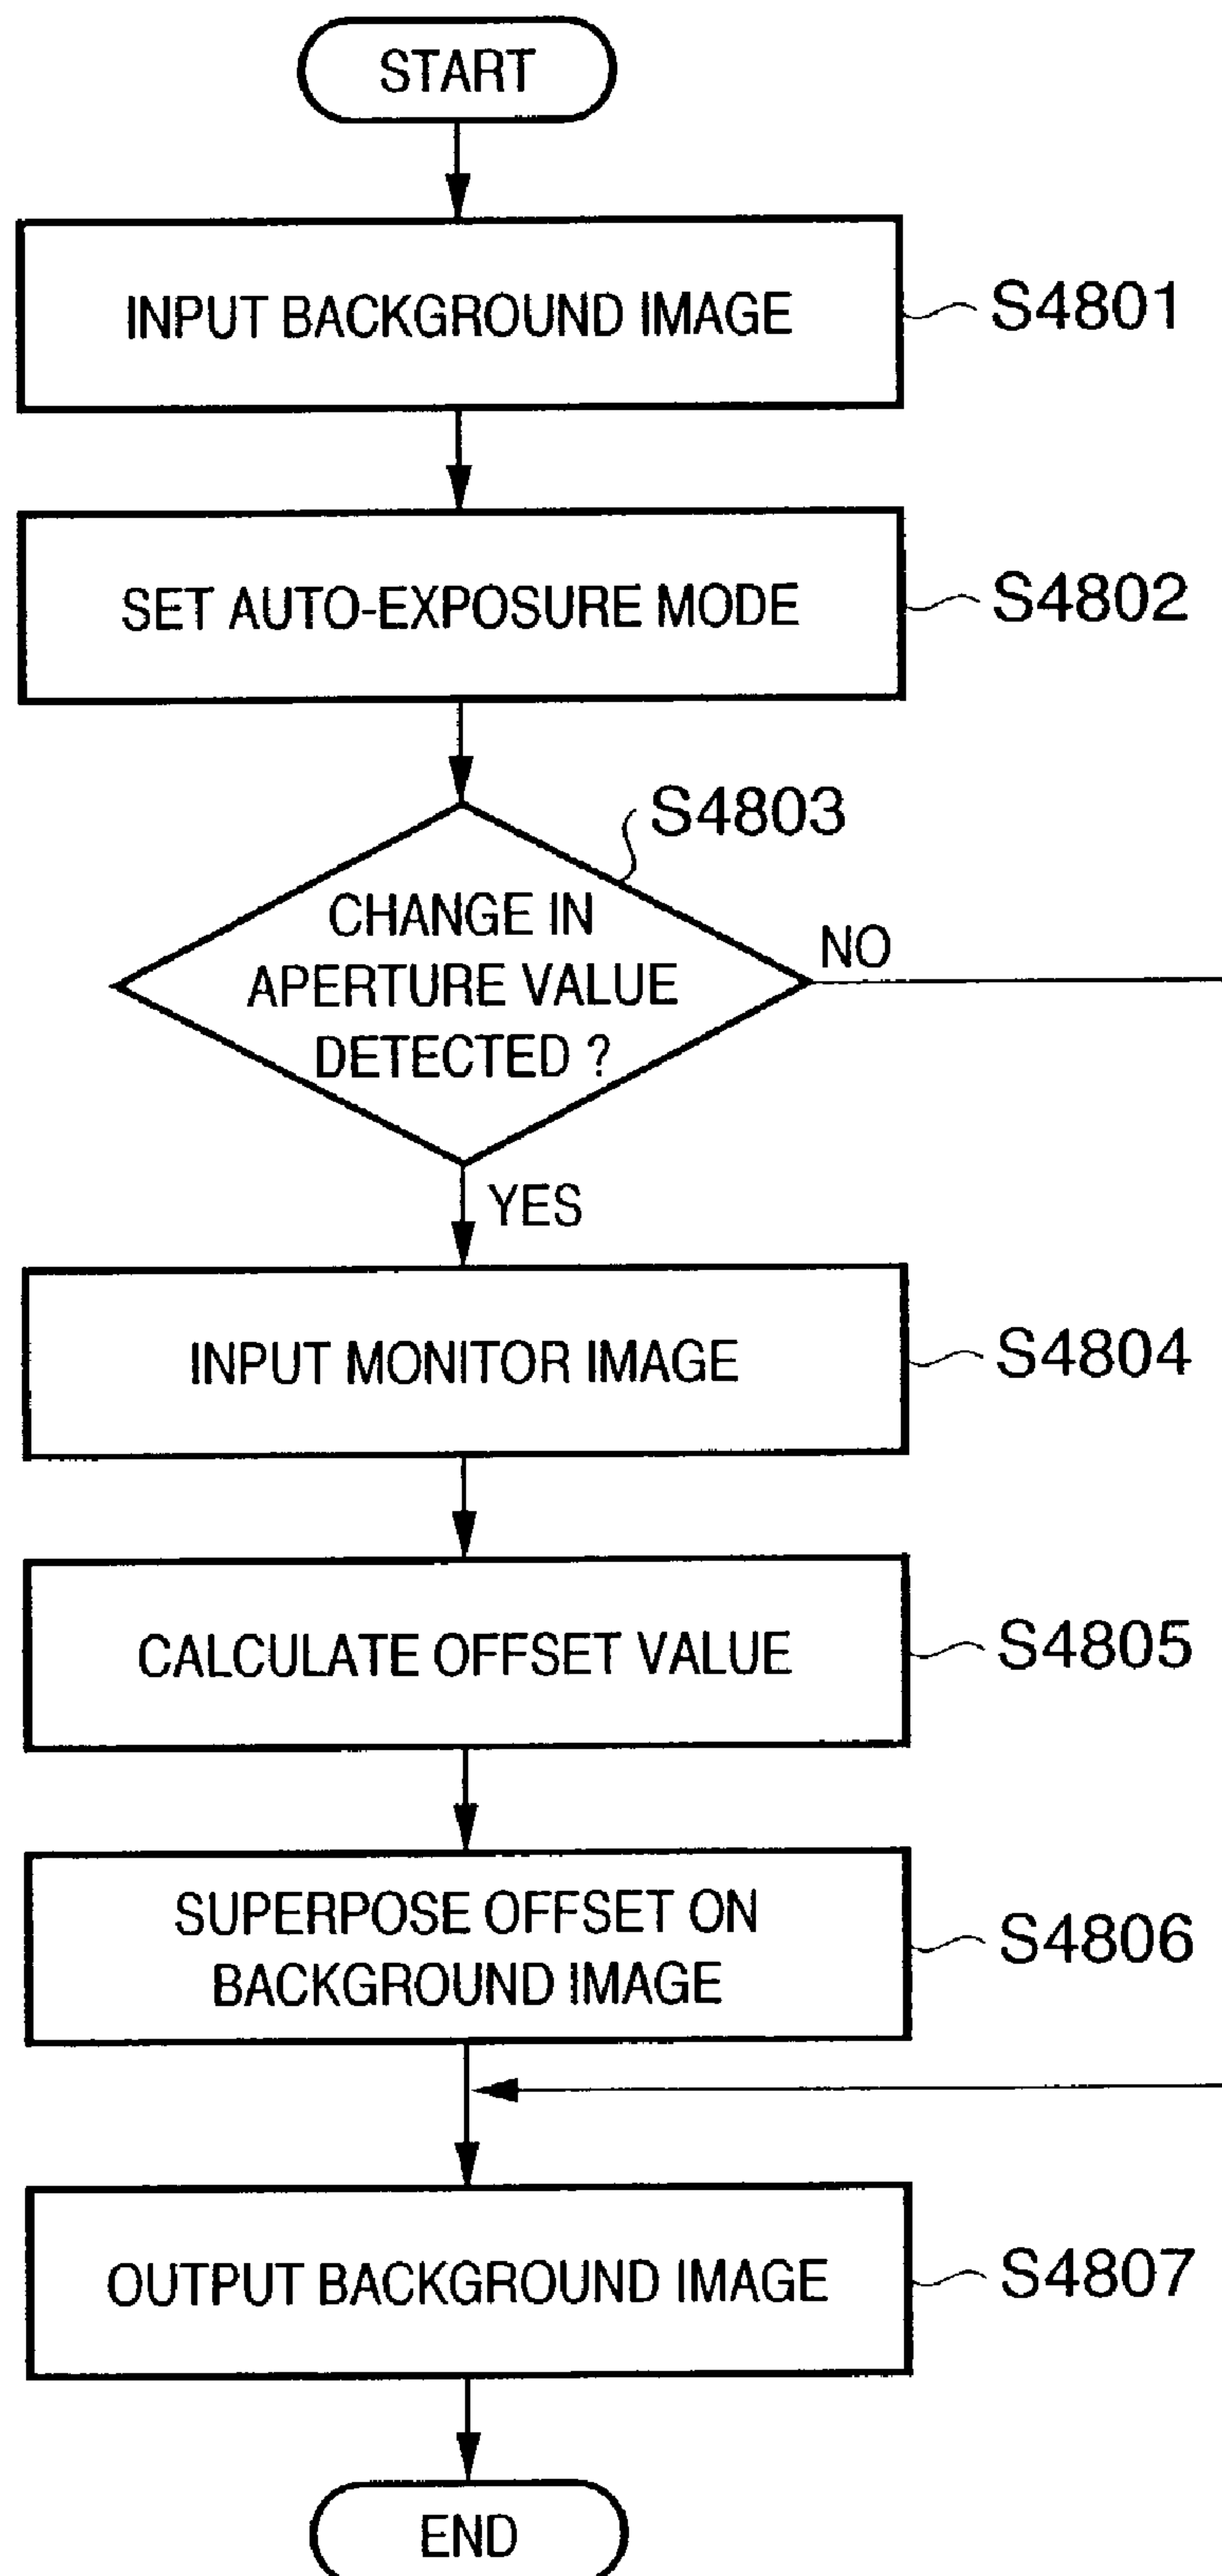 START
INPUT BACKGROUND IMAGE
S4801
SET AUTO-EXPOSURE MODE
S4802
S4803
CHANGE IN
APERTURE VALUE
DETECTED ?
NO
YES
INPUT MONITOR IMAGE
S4804
CALCULATE OFFSET VALUE
S4805
SUPERPOSE OFFSET ON
BACKGROUND IMAGE
S4806
OUTPUT BACKGROUND IMAGE
S4807
END